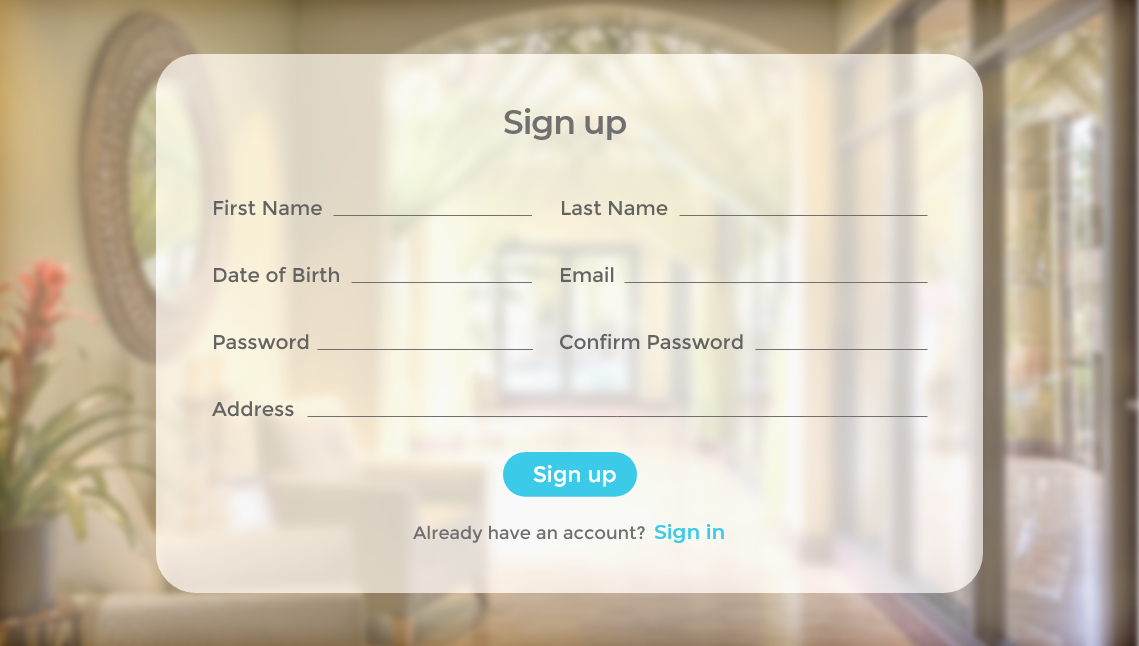 Sign up
First Name
Last Name
Date of Birth
Email
Password
Confirm Password
Address
Sign up
Already have an account? Sign in